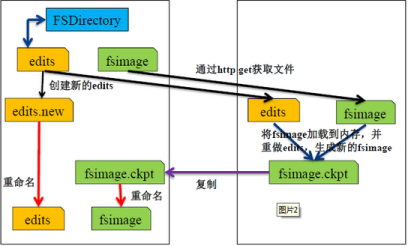 FSDirectory
edits
fsimage
通过http get获取文件
创建新的edits
edits.new
edits
fsimage
将fsimage加载到内存，并
重做edits，生成新的fsimage
fsimage.ckpt
fsimage.ckpt
复制
重命名
重命名
edits
fsimage
图片2